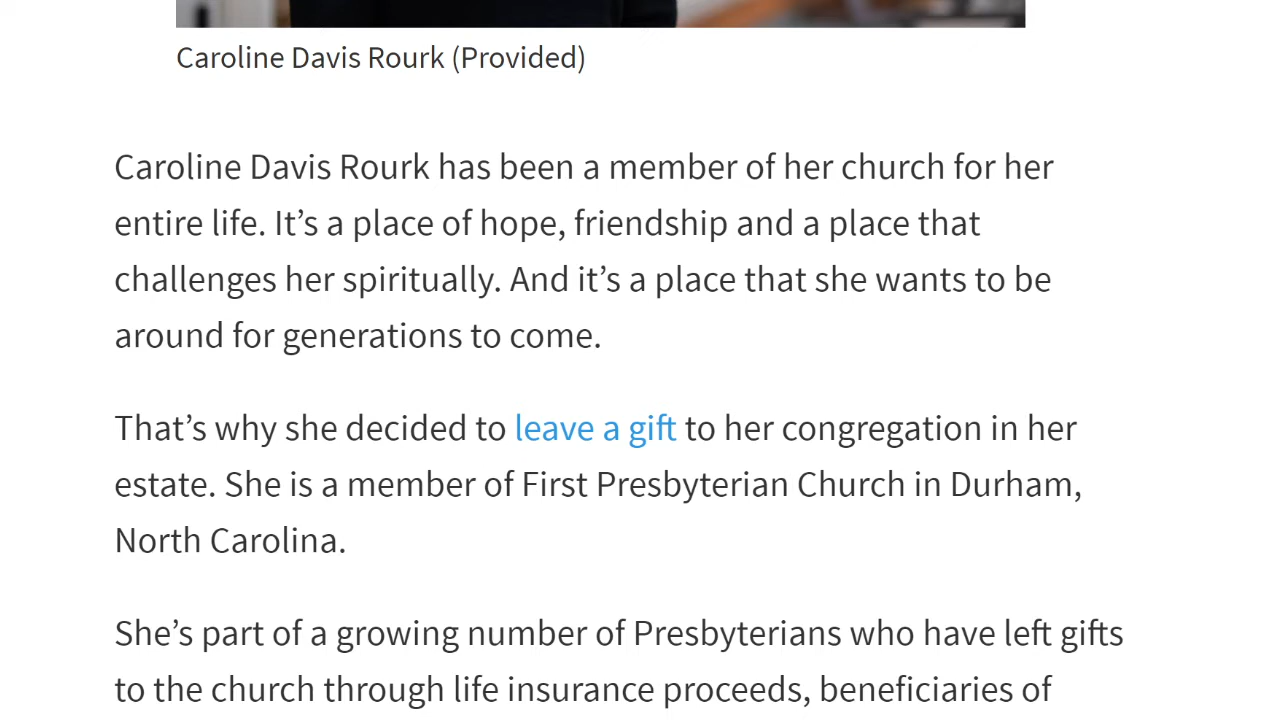 Caroline Davis Rourk (Provided)
Caroline Davis Rourk has been a member of her church for her
entire life. It’s a place of hope, friendship and a place that
challenges her spiritually. And it’s a place that she wants to be
around for generations to come.
That’s why she decided to leave a gift to her congregation in her
estate. She is a member of First Presbyterian Church in Durham,
North Carolina.
She’s part of a growing number of Presbyterians who have left gifts
to the church through life insurance proceeds, beneficiaries of